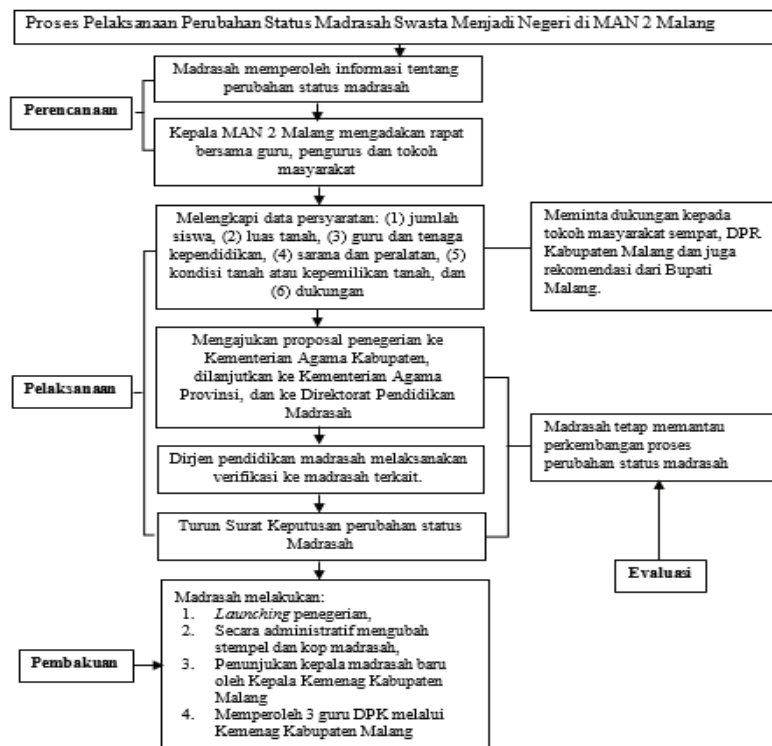 Proses Pelaksanaan Perubahan Status Madrasah Swasta Menjadi Negeri di MAN 2 Malang
Madrasah memperoleh informasi tentang
perubahan status madrasah
Perencanaan
Kepala MAN 2 Malang mengadakan rapat
bersama guru, pengurus dan tokoh
masyarakat
Melengkapi data persyaratan: (1) jumlah
siswa, (2) luas tanah, (3) guru dan tenaga
kependidikan, (4) sarana dan peralatan, (5)
kondisi tanah atau kepemilikan tanah, dan
(6) dukungan
Meminta dukungan kepada
tokoh masyarakat sempat, DPR
Kabupaten Malang dan juga
rekomendasi dari Bupati
Malang.
Pelaksanaan
Mengajukan proposal penegerian ke
Kementerian Agama Kabupaten,
dilanjutkan ke Kementerian Agama
Provinsi, dan ke Direktorat Pendidikan
Madrasah
Dirjen pendidikan madrasah melaksanakan
verifikasi ke madrasah terkait.
Turun Surat Keputusan perubahan status
Madrasah
Madrasah tetap memantau
perkembangan proses
perubahan status madrasah
Evaluasi
Pembakuan
Madrasah melakukan:
1. Launching penegerian,
2. Secara administratif mengubah
stempel dan kop madrasah,
3. Penunjukan kepala madrasah baru
oleh Kepala Kemenag Kabupaten
Malang
4. Memperoleh 3 guru DPK melalui
Kemenag Kabupaten Malang